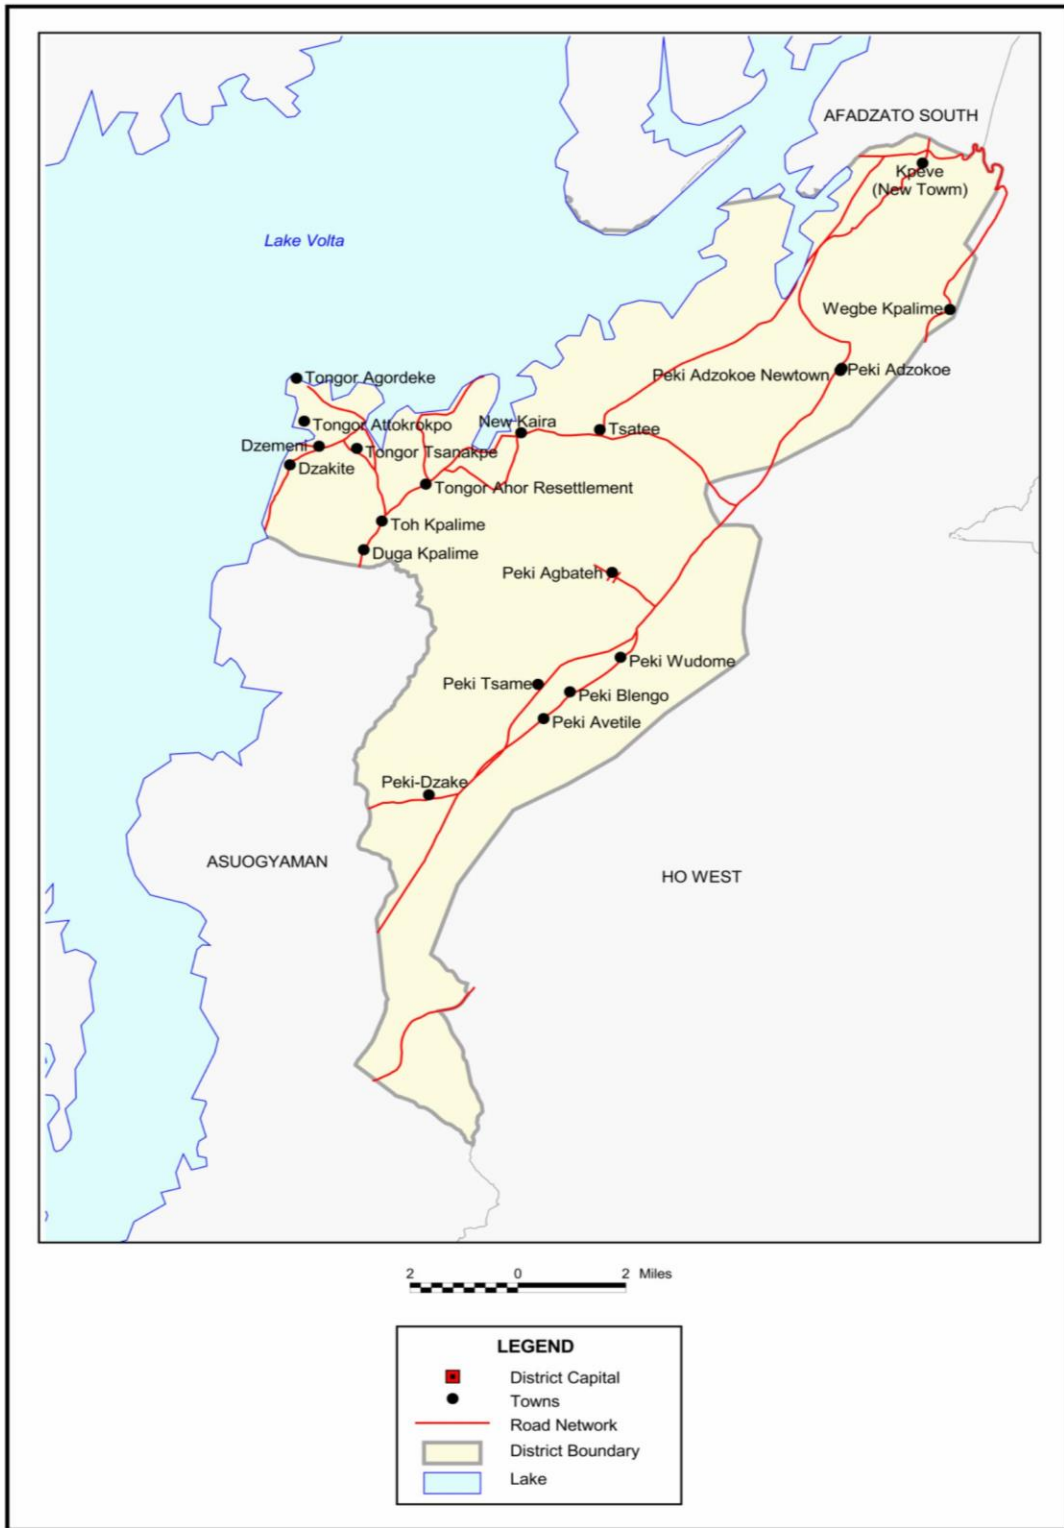 AFADZATO SOUTH
Kpeve
(New Towm)
Lake Volta
Wegbe Kpalime
Peki Adzokoe Newtown
Peki Adzokoe
Tongor Agordeke
Tongor Attokrokpo
New Kaira
Tsatee
Dzemeni
Tongor Tsanakpe
Dzakite
Tongor Ahor Resettlement
Toh Kpalime
Duga Kpalime
Peki Agbateh
Peki Wudome
Peki Tsame
Peki Blengo
Peki Avetile
Peki-Dzake
ASUOGYAMAN
HO WEST
2 0 2 Miles
LEGEND
District Capital
Towns
Road Network
District Boundary
Lake